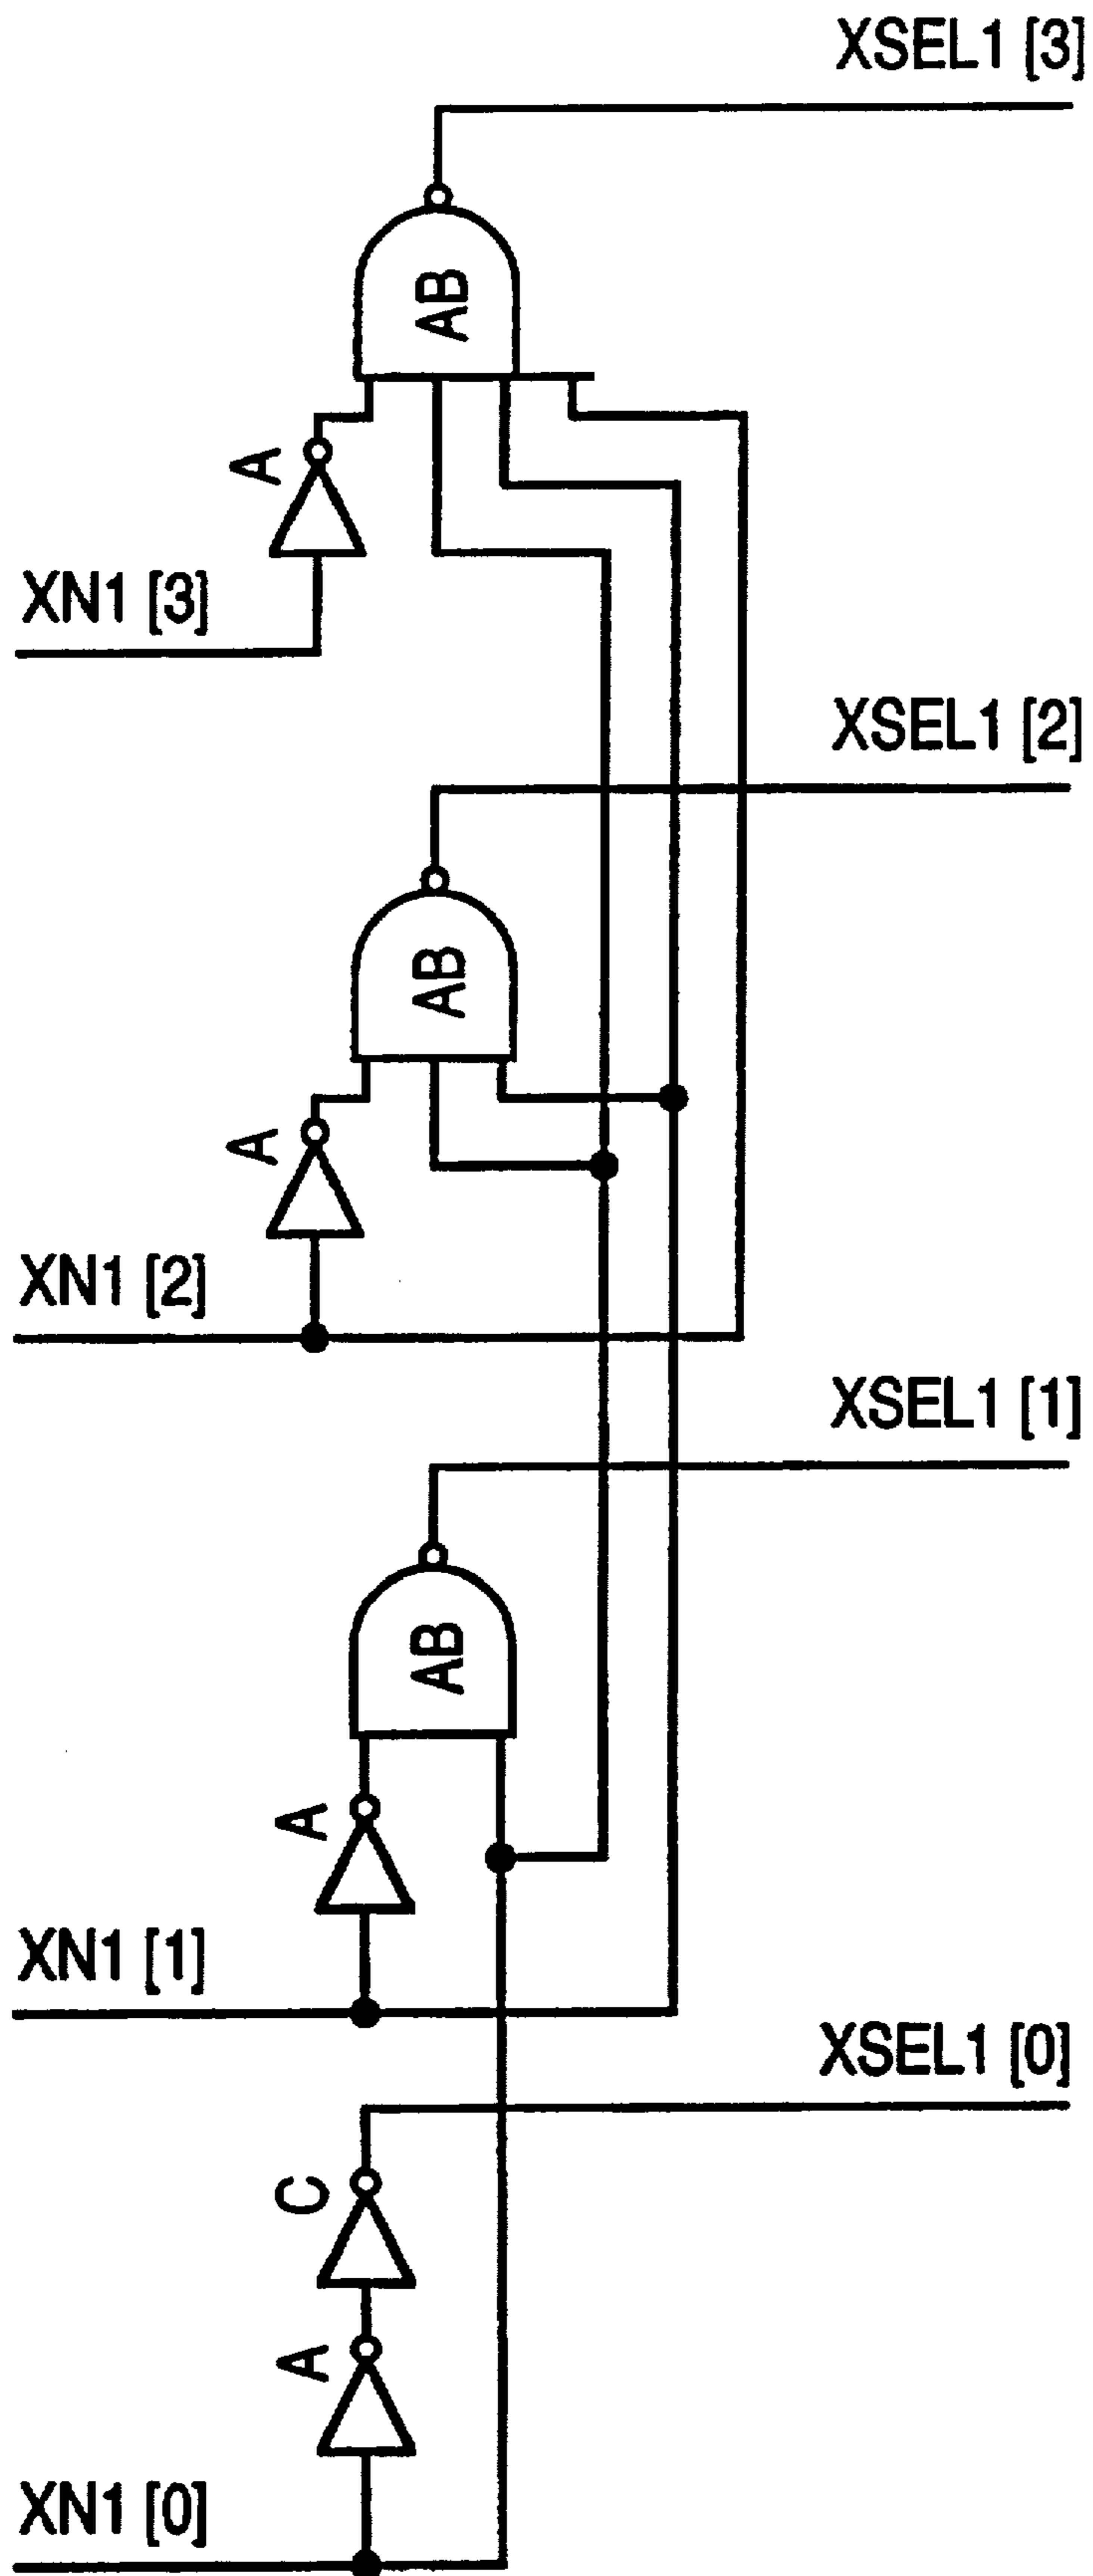 XSEL1 [3]
AB
A
XN1 [3]
XSEL1 [2]
AB
A
XN1 [2]
XSEL1 [1]
AB
A
XN1 [1]
XSEL1 [0]
C
A
XN1 [0]